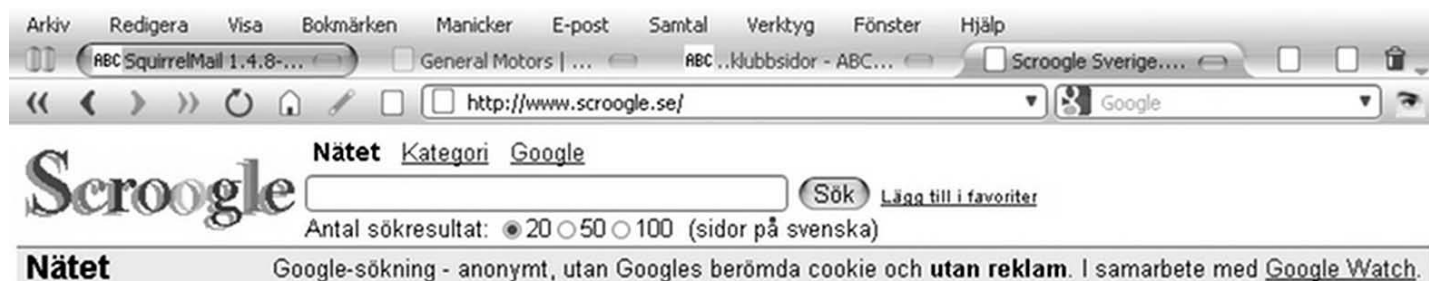 Arkiv Redigera Visa Bokmärken Manicker E-post Samtal Verktyg Fönster Hjälp
ABC SquirrelMail 1.4.8-... General Motors | ... ABC ..klubbsidor - ABC... Scroogle Sverige....
http://www.scroogle.se/ Google
Scroogle
Nätet Kategori Google
Sök Lägg till i favoriter
Antal sökresultat: 20 50 100 (sidor på svenska)
Nätet Google-sökning - anonymt, utan Googles berömda cookie och utan reklam. I samarbete med Google Watch.